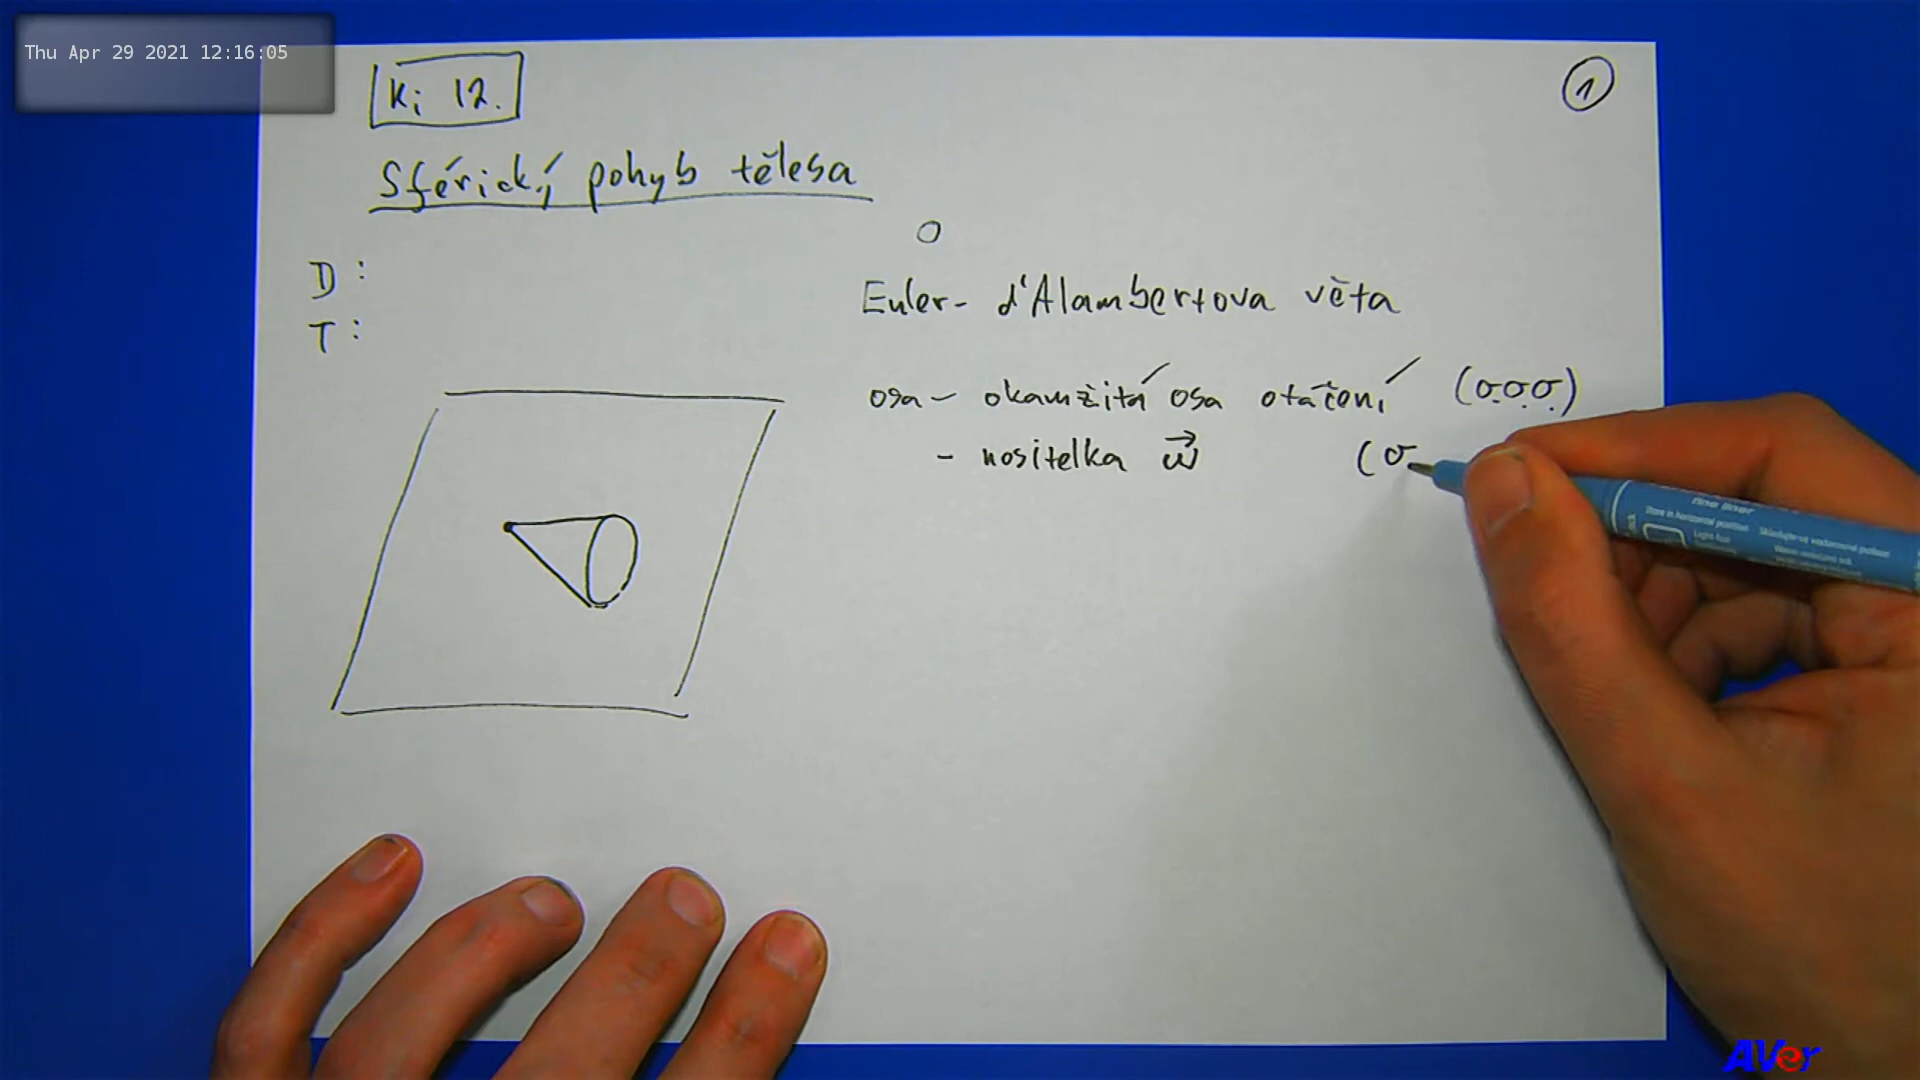 Thu Apr 29 2021 12:16:05
Ki 12.
1
Sférický pohyb tělesa
O
D:
Euler- d'Alambertova věta
T:
osa - okamžitá osa otáčení (o.o.o.)
- nositelka ω⃗ (o
AVer